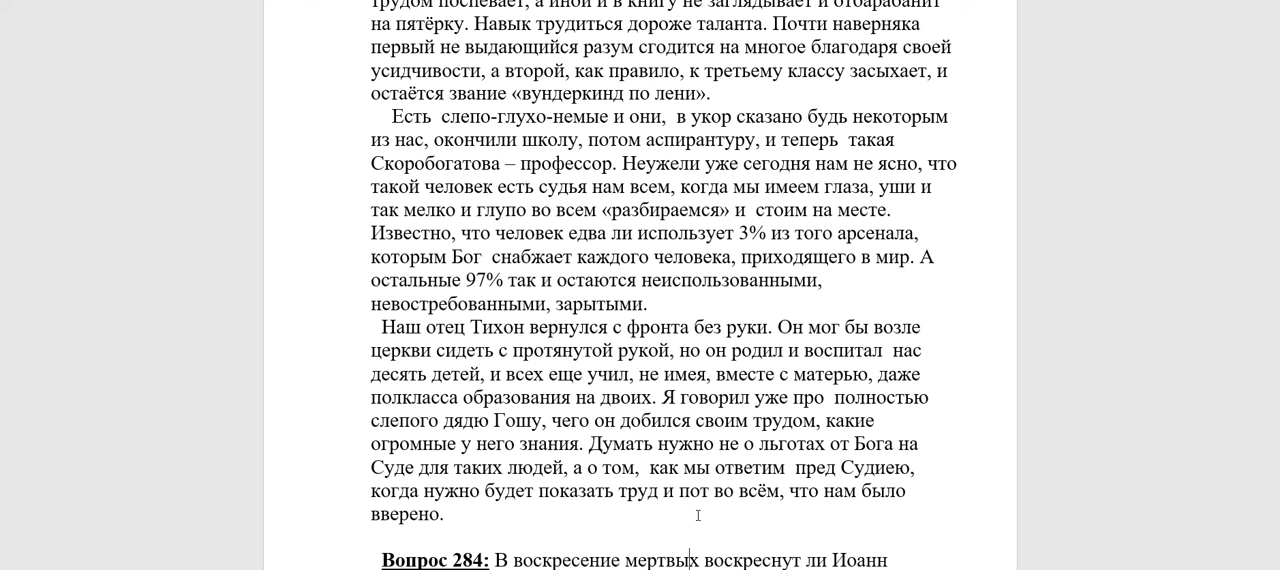 трудом поспевает, а иной и в книгу не заглядывает и отбарабанит
на пятёрку. Навык трудиться дороже таланта. Почти наверняка
первый не выдающийся разум сгодится на многое благодаря своей
усидчивости, а второй, как правило, к третьему классу засыхает, и
остаётся звание «вундеркинд по лени».
Есть слепо-глухо-немые и они, в укор сказано будь некоторым
из нас, окончили школу, потом аспирантуру, и теперь такая
Скоробогатова – профессор. Неужели уже сегодня нам не ясно, что
такой человек есть судья нам всем, когда мы имеем глаза, уши и
так мелко и глупо во всем «разбираемся» и стоим на месте.
Известно, что человек едва ли использует 3% из того арсенала,
которым Бог снабжает каждого человека, приходящего в мир. А
остальные 97% так и остаются неиспользованными,
невостребованными, зарытыми.
Наш отец Тихон вернулся с фронта без руки. Он мог бы возле
церкви сидеть с протянутой рукой, но он родил и воспитал нас
десять детей, и всех еще учил, не имея, вместе с матерью, даже
полкласса образования на двоих. Я говорил уже про полностью
слепого дядю Гошу, чего он добился своим трудом, какие
огромные у него знания. Думать нужно не о льготах от Бога на
Суде для таких людей, а о том, как мы ответим пред Судиею,
когда нужно будет показать труд и пот во всём, что нам было
вверено.
Вопрос 284: В воскресение мертвых воскреснут ли Иоанн